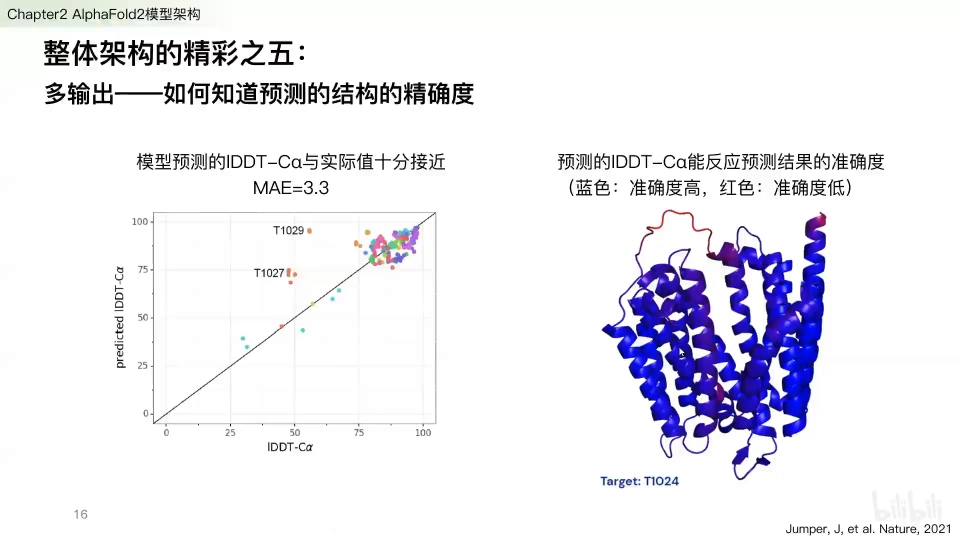 Chapter2 AlphaFold2模型架构
整体架构的精彩之五：
多输出——如何知道预测的结构的精确度
模型预测的lDDT-Cα与实际值十分接近
MAE=3.3
100
75
50
25
0
predicted lDDT-Cα
T1029
T1027
0 25 50 75 100
lDDT-Cα
预测的lDDT-Cα能反应预测结果的准确度
（蓝色：准确度高，红色：准确度低）
Target: T1024
16
bilibili
Jumper, J, et al. Nature, 2021